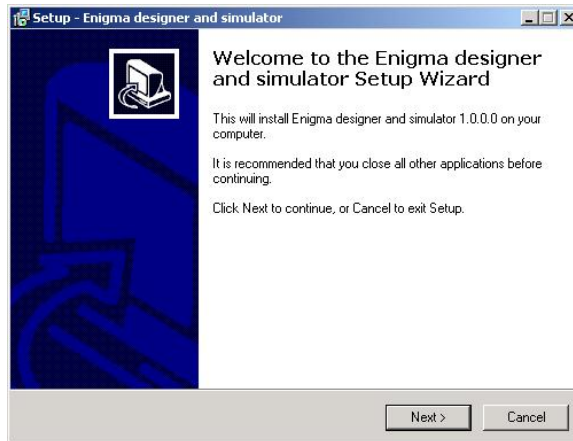 Setup - Enigma designer and simulator
Welcome to the Enigma designer
and simulator Setup Wizard
This will install Enigma designer and simulator 1.0.0.0 on your
computer.
It is recommended that you close all other applications before
continuing.
Click Next to continue, or Cancel to exit Setup.
Next >
Cancel